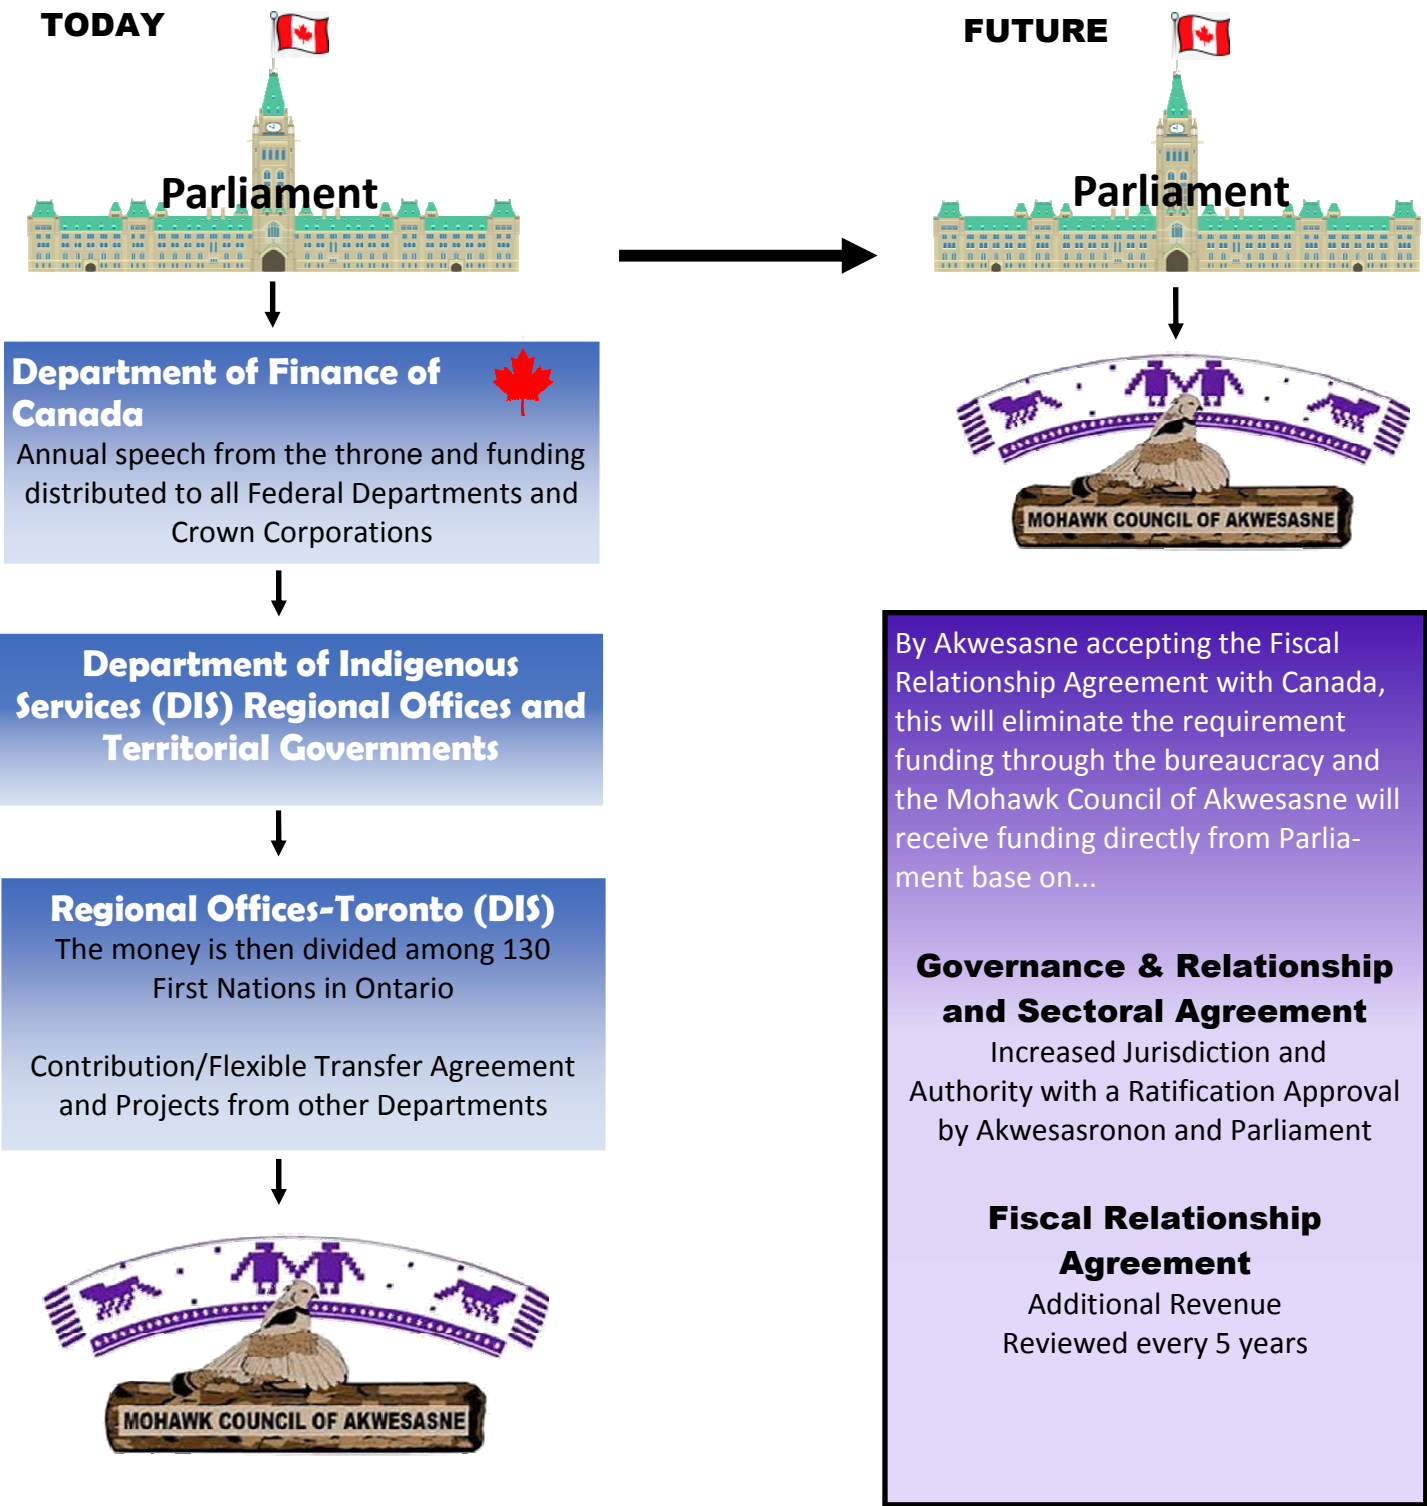 TODAY
Parliament
Department of Finance of
Canada
Annual speech from the throne and funding
distributed to all Federal Departments and
Crown Corporations
Department of Indigenous
Services (DIS) Regional Offices and
Territorial Governments
Regional Offices-Toronto (DIS)
The money is then divided among 130
First Nations in Ontario
Contribution/Flexible Transfer Agreement
and Projects from other Departments
MOHAWK COUNCIL OF AKWESASNE
FUTURE
Parliament
MOHAWK COUNCIL OF AKWESASNE
By Akwesasne accepting the Fiscal
Relationship Agreement with Canada,
this will eliminate the requirement
funding through the bureaucracy and
the Mohawk Council of Akwesasne will
receive funding directly from Parlia-
ment base on...
Governance & Relationship
and Sectoral Agreement
Increased Jurisdiction and
Authority with a Ratification Approval
by Akwesasronon and Parliament
Fiscal Relationship
Agreement
Additional Revenue
Reviewed every 5 years